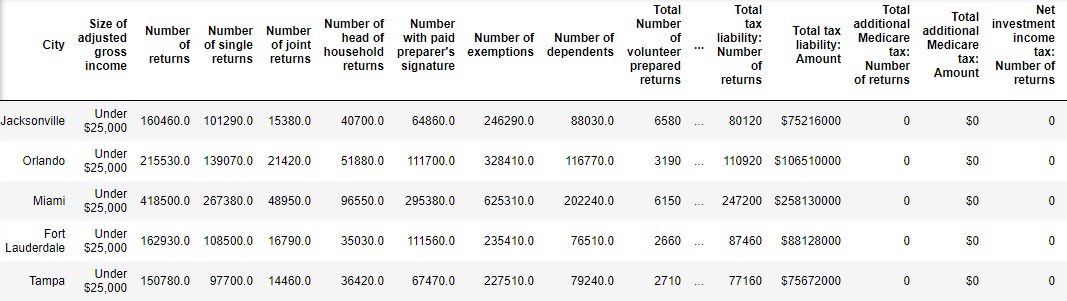 City Size of adjusted gross income Number of returns Number of single returns Number of joint returns Number of head of household returns Number with paid preparer's signature Number of exemptions Number of dependents Total Number of volunteer prepared returns ... Total tax liability: Number of returns Total tax liability: Amount Total additional Medicare tax: Number of returns Total additional Medicare tax: Amount Net investment income tax: Number of returns
Jacksonville Under $25,000 160460.0 101290.0 15380.0 40700.0 64860.0 246290.0 88030.0 6580 ... 80120 $75216000 0 $0 0
Orlando Under $25,000 215530.0 139070.0 21420.0 51880.0 111700.0 328410.0 116770.0 3190 ... 110920 $106510000 0 $0 0
Miami Under $25,000 418500.0 267380.0 48950.0 96550.0 295380.0 625310.0 202240.0 6150 ... 247200 $258130000 0 $0 0
Fort Lauderdale Under $25,000 162930.0 108500.0 16790.0 35030.0 111560.0 235410.0 76510.0 2660 ... 87460 $88128000 0 $0 0
Tampa Under $25,000 150780.0 97700.0 14460.0 36420.0 67470.0 227510.0 79240.0 2710 ... 77160 $75672000 0 $0 0